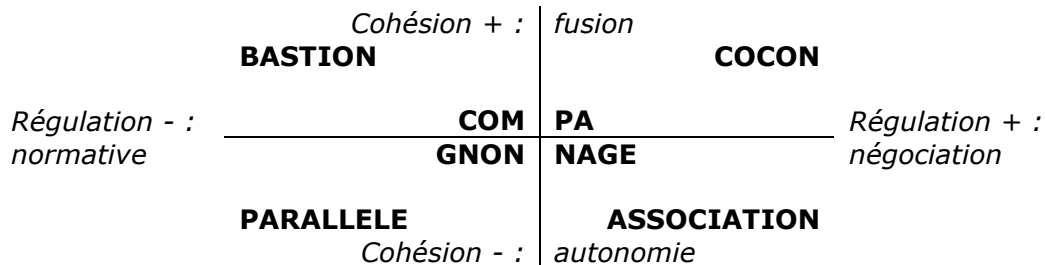 Cohésion + : fusion
BASTION COCON
Régulation - : COM PA Régulation + :
normative GNON NAGE négociation
PARALLELE ASSOCIATION
Cohésion - : autonomie